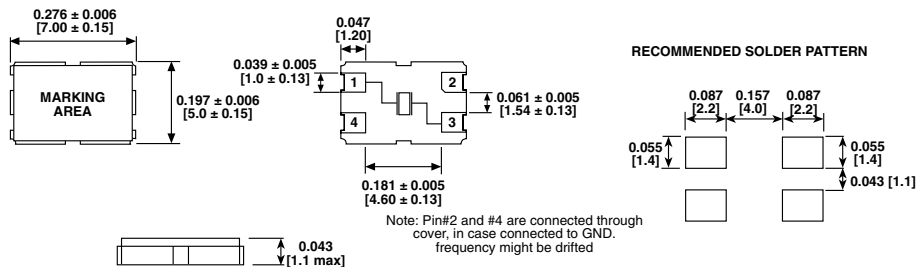 0.276 ± 0.006
[7.00 ± 0.15]
MARKING
AREA
0.197 ± 0.006
[5.0 ± 0.15]
0.043
[1.1 max]
0.047
[1.20]
0.039 ± 0.005
[1.0 ± 0.13]
1
2
4
3
0.061 ± 0.005
[1.54 ± 0.13]
0.181 ± 0.005
[4.60 ± 0.13]
Note: Pin#2 and #4 are connected through
cover, in case connected to GND.
frequency might be drifted
RECOMMENDED SOLDER PATTERN
0.087
[2.2]
0.157
[4.0]
0.087
[2.2]
0.055
[1.4]
0.055
[1.4]
0.043 [1.1]